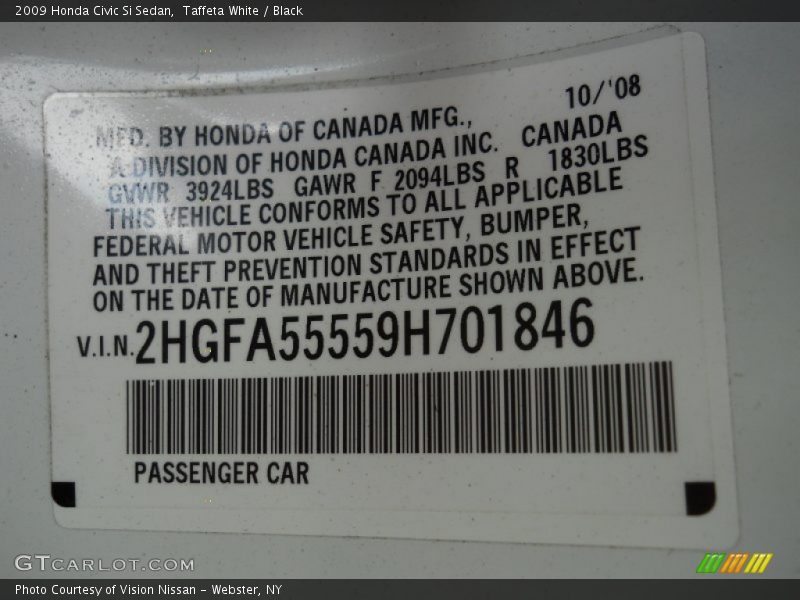 2009 Honda Civic Si Sedan,  Taffeta White / Black
10/'08
MFD. BY HONDA OF CANADA MFG.,
A DIVISION OF HONDA CANADA INC. CANADA
GVWR 3924LBS GAWR F 2094LBS R 1830LBS
THIS VEHICLE CONFORMS TO ALL APPLICABLE
FEDERAL MOTOR VEHICLE SAFETY, BUMPER,
AND THEFT PREVENTION STANDARDS IN EFFECT
ON THE DATE OF MANUFACTURE SHOWN ABOVE.
V.I.N. 2HGFA55559H701846
PASSENGER CAR
GTCARLOT.COM
Photo Courtesy of Vision Nissan – Webster, NY